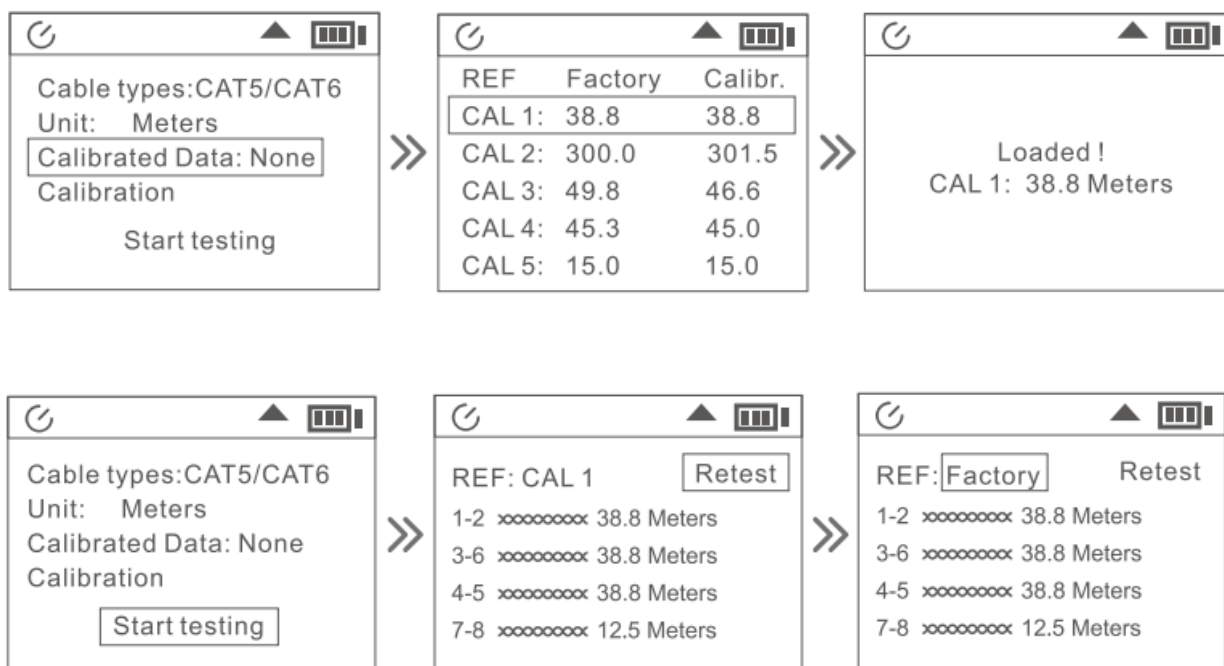 Cable types:CAT5/CAT6
Unit: Meters
Calibrated Data: None
Calibration
Start testing
REF Factory Calibr.
CAL 1: 38.8 38.8
CAL 2: 300.0 301.5
CAL 3: 49.8 46.6
CAL 4: 45.3 45.0
CAL 5: 15.0 15.0
Loaded !
CAL 1: 38.8 Meters
Cable types:CAT5/CAT6
Unit: Meters
Calibrated Data: None
Calibration
Start testing
REF: CAL 1 Retest
1-2 xxxxxxxxx 38.8 Meters
3-6 xxxxxxxxx 38.8 Meters
4-5 xxxxxxxxx 38.8 Meters
7-8 xxxxxxxxx 12.5 Meters
REF: Factory Retest
1-2 xxxxxxxxx 38.8 Meters
3-6 xxxxxxxxx 38.8 Meters
4-5 xxxxxxxxx 38.8 Meters
7-8 xxxxxxxxx 12.5 Meters